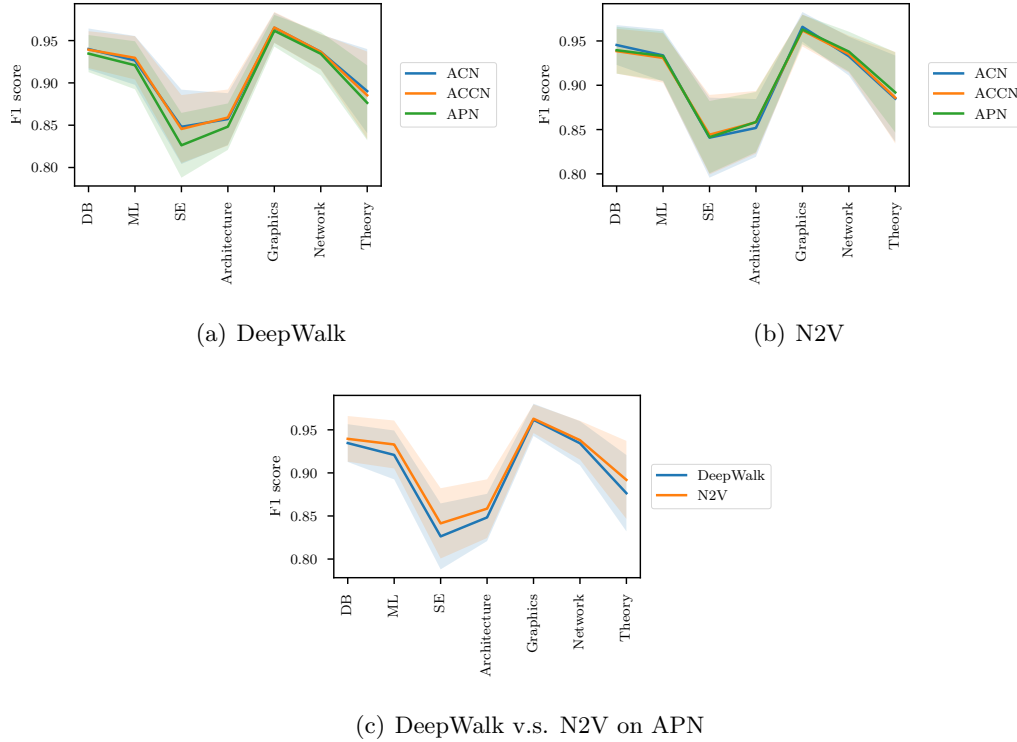 F1 score
0.95
0.90
0.85
0.80
DB
ML
SE
Architecture
Graphics
Network
Theory
ACN
ACCN
APN
(a) DeepWalk
F1 score
0.95
0.90
0.85
0.80
DB
ML
SE
Architecture
Graphics
Network
Theory
ACN
ACCN
APN
(b) N2V
F1 score
0.95
0.90
0.85
0.80
DB
ML
SE
Architecture
Graphics
Network
Theory
DeepWalk
N2V
(c) DeepWalk v.s. N2V on APN